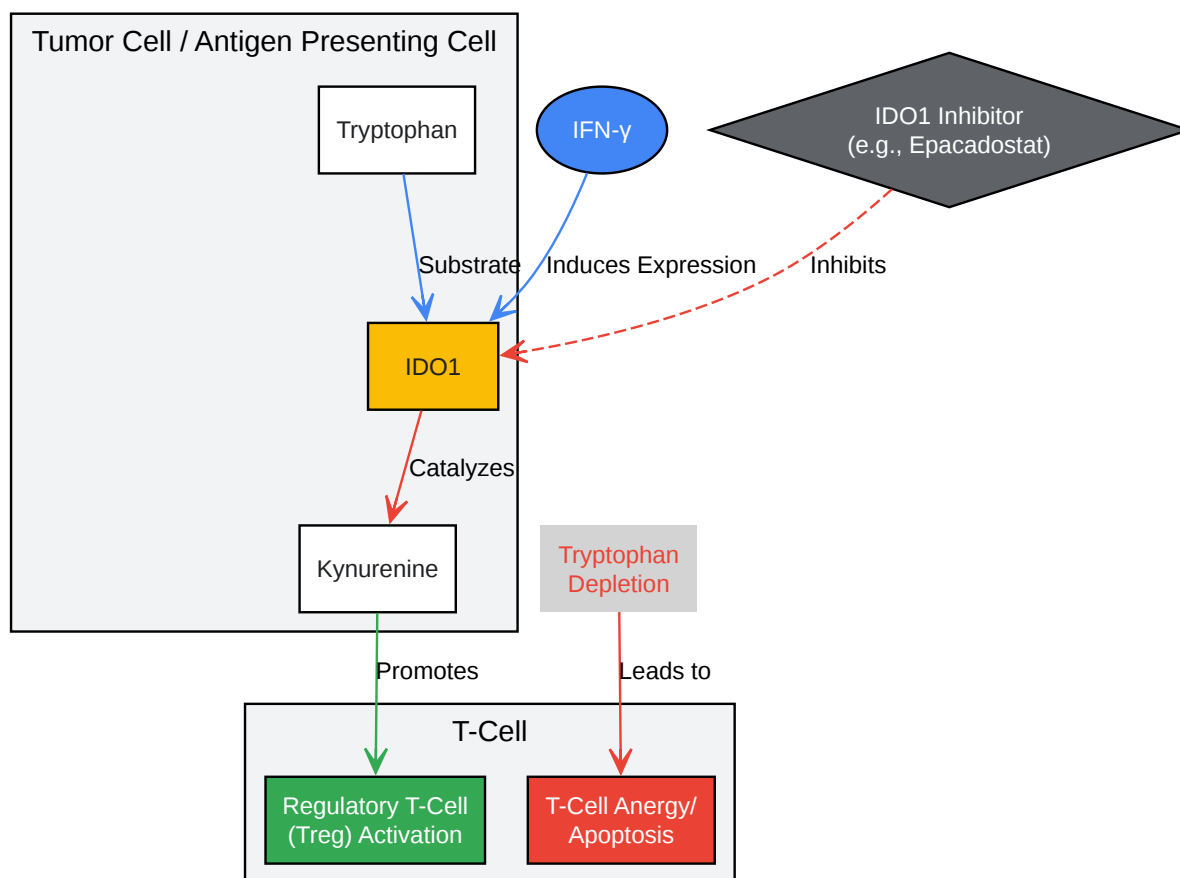 Tumor Cell / Antigen Presenting Cell
Tryptophan
IFN-γ
IDO1 Inhibitor
(e.g., Epacadostat)
Substrate
Induces Expression
Inhibits
IDO1
Catalyzes
Kynurenine
Tryptophan
Depletion
Promotes
Leads to
T-Cell
Regulatory T-Cell
(Treg) Activation
T-Cell Anergy/
Apoptosis